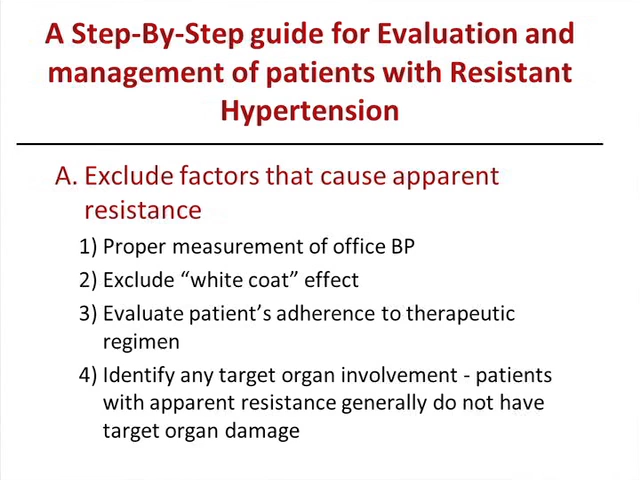 A Step-By-Step guide for Evaluation and
management of patients with Resistant
Hypertension
A. Exclude factors that cause apparent
resistance
1) Proper measurement of office BP
2) Exclude “white coat” effect
3) Evaluate patient’s adherence to therapeutic
regimen
4) Identify any target organ involvement - patients
with apparent resistance generally do not have
target organ damage